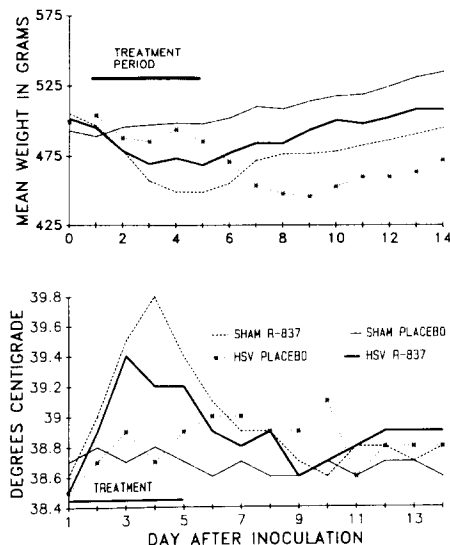 MEAN WEIGHT IN GRAMS
575
525
475
425
TREATMENT
PERIOD
0 2 4 6 8 10 12 14
DEGREES CENTIGRADE
39.8
39.6
39.4
39.2
39.0
38.8
38.6
38.4
SHAM R-837
SHAM PLACEBO
HSV PLACEBO
HSV R-837
TREATMENT
1 3 5 7 9 11 13
DAY AFTER INOCULATION